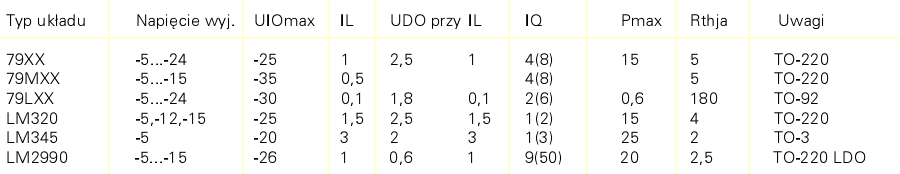 Typ układu Napięcie wyj. UIOmax IL UDO przy IL IQ Pmax Rthja Uwagi
79XX -5...-24 -25 1 2,5 1 4(8) 15 5 TO-220
79MXX -5...-15 -35 0,5 4(8) 5 TO-220
79LXX -5...-24 -30 0,1 1,8 0,1 2(6) 0,6 180 TO-92
LM320 -5,-12,-15 -25 1,5 2,5 1,5 1(2) 15 4 TO-220
LM345 -5 -20 3 2 3 1(3) 25 2 TO-3
LM2990 -5...-15 -26 1 0,6 1 9(50) 20 2,5 TO-220 LDO